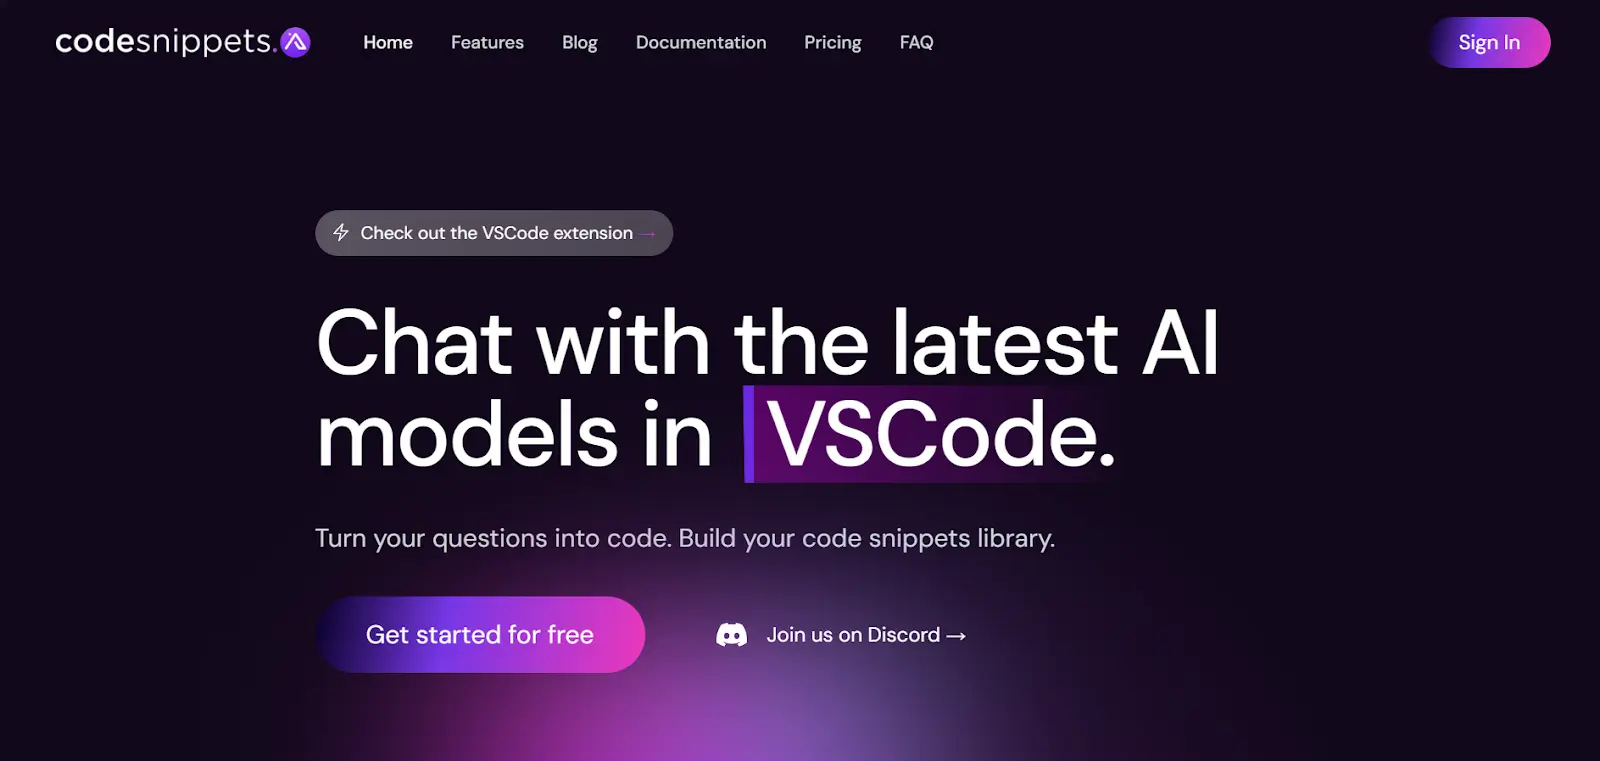 codesnippets.
Home
Features
Blog
Documentation
Pricing
FAQ
Sign In
Check out the VSCode extension →
Chat with the latest AI
models in VSCode.
Turn your questions into code. Build your code snippets library.
Get started for free
Join us on Discord →